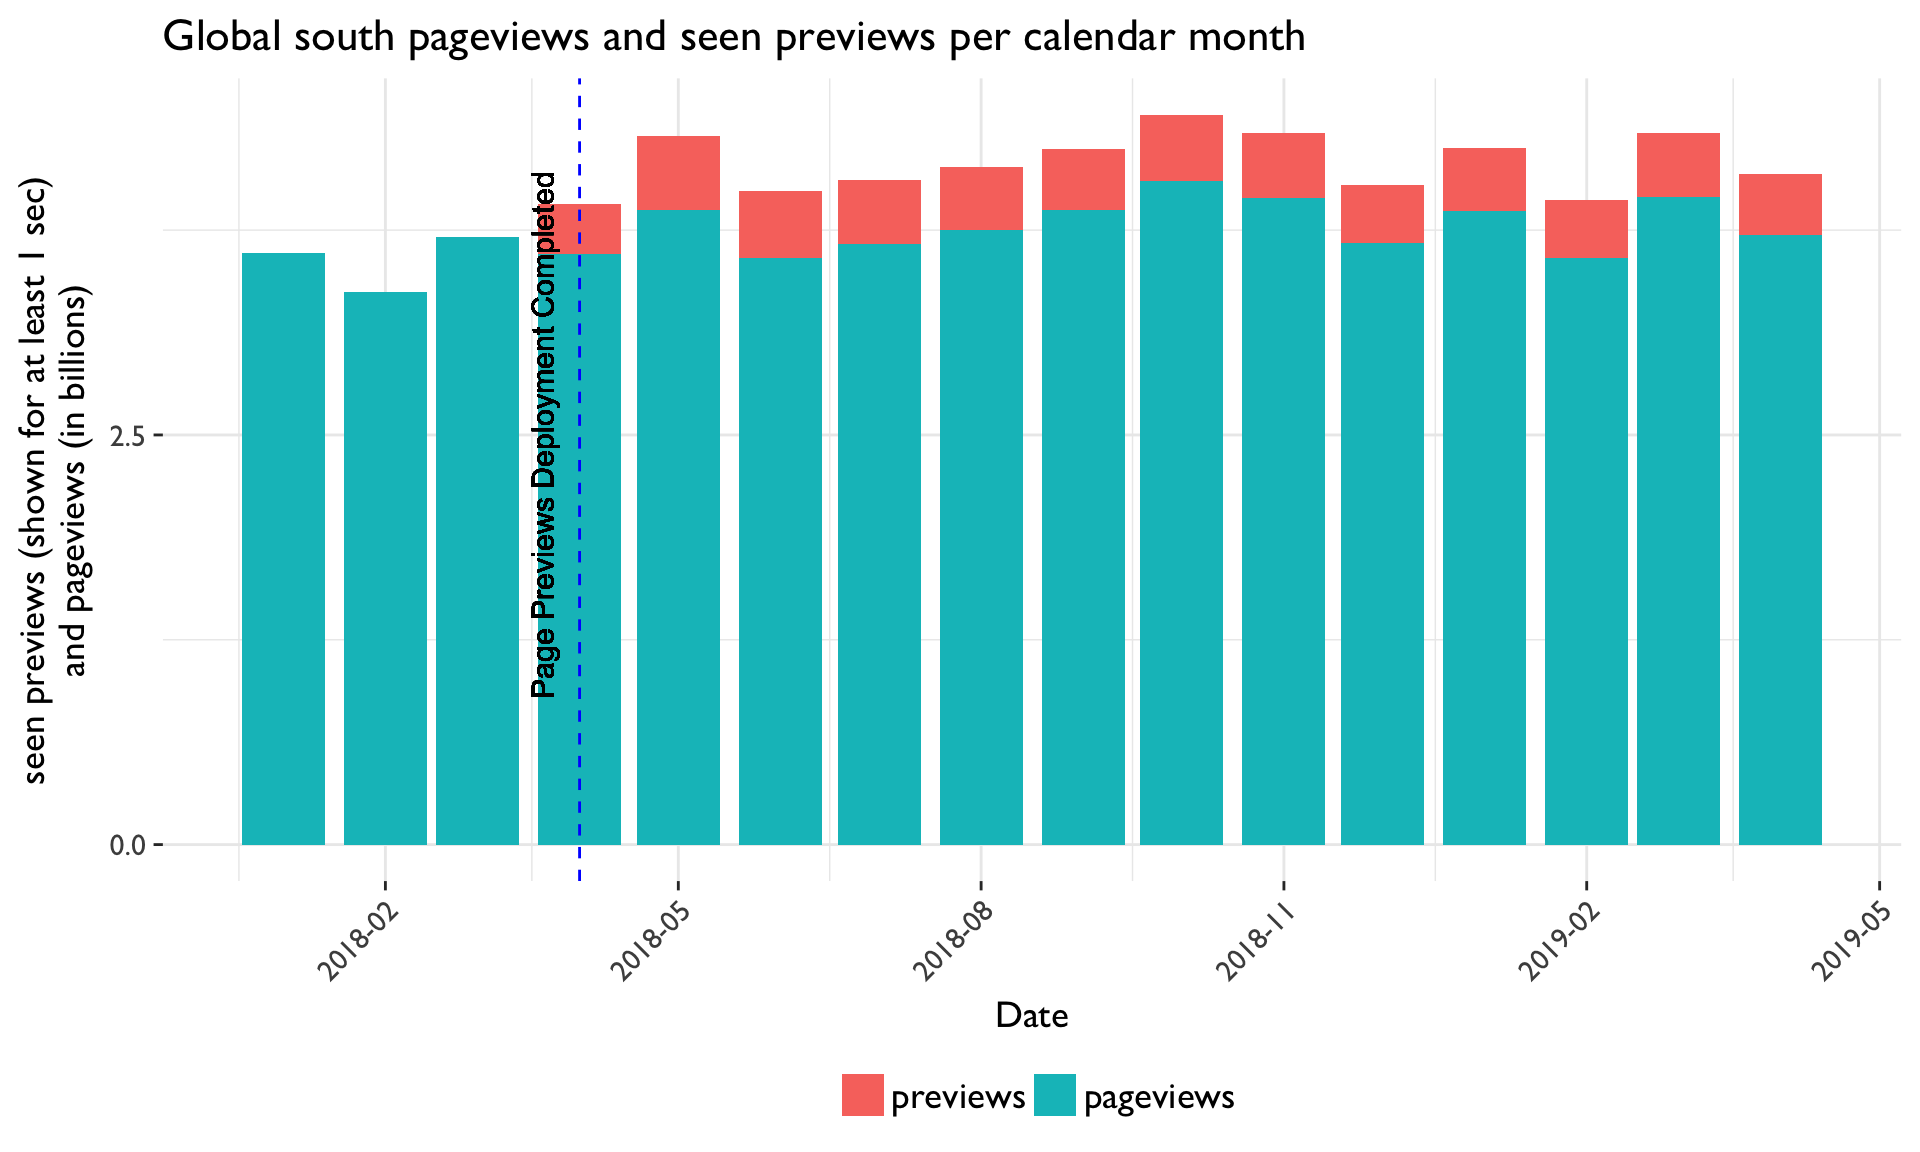 Global south pageviews and seen previews per calendar month
seen previews (shown for at least 1 sec)
and pageviews (in billions)
2.5
0.0
Page Previews Deployment Completed
2018-02
2018-05
2018-08
2018-11
2019-02
2019-05
Date
previews
pageviews